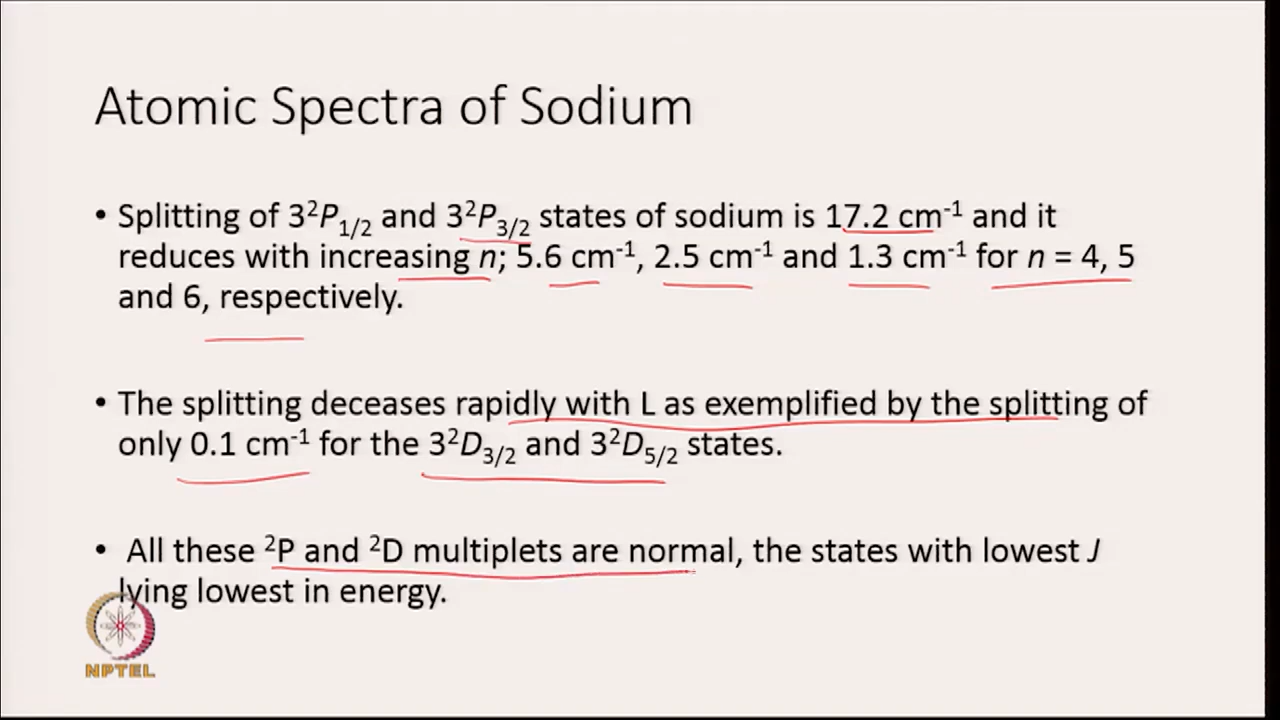 Atomic Spectra of Sodium
• Splitting of 3²P₁/₂ and 3²P₃/₂ states of sodium is 17.2 cm⁻¹ and it
reduces with increasing n; 5.6 cm⁻¹, 2.5 cm⁻¹ and 1.3 cm⁻¹ for n = 4, 5
and 6, respectively.
• The splitting deceases rapidly with L as exemplified by the splitting of
only 0.1 cm⁻¹ for the 3²D₃/₂ and 3²D₅/₂ states.
• All these ²P and ²D multiplets are normal, the states with lowest J
lying lowest in energy.
NPTEL